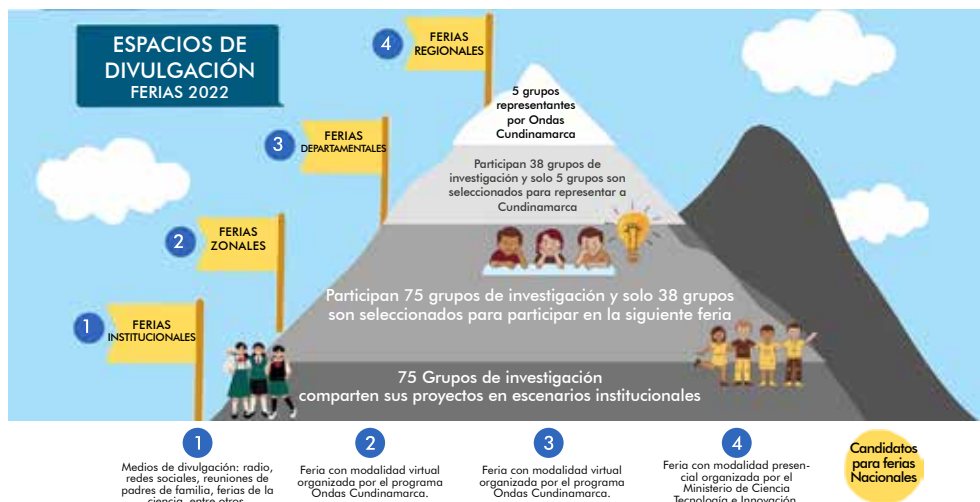 ESPACIOS DE
DIVULGACIÓN
FERIAS 2022
4
FERIAS
REGIONALES
5 grupos
representantes
por Ondas
Cundinamarca
3
FERIAS
DEPARTAMENTALES
Participan 38 grupos de
investigación y solo 5 grupos son
seleccionados para representar a
Cundinamarca
2
FERIAS
ZONALES
Participan 75 grupos de investigación y solo 38 grupos
son seleccionados para participar en la siguiente feria
1
FERIAS
INSTITUCIONALES
75 Grupos de investigación
comparten sus proyectos en escenarios institucionales
1
Medios de divulgación: radio,
redes sociales, reuniones de
padres de familia, ferias de la
ciencia, entre otros
2
Feria con modalidad virtual
organizada por el programa
Ondas Cundinamarca.
3
Feria con modalidad virtual
organizada por el programa
Ondas Cundinamarca.
4
Feria con modalidad presen-
cial organizada por el
Ministerio de Ciencia
Tecnología e Innovación
Candidatos
para ferias
Nacionales